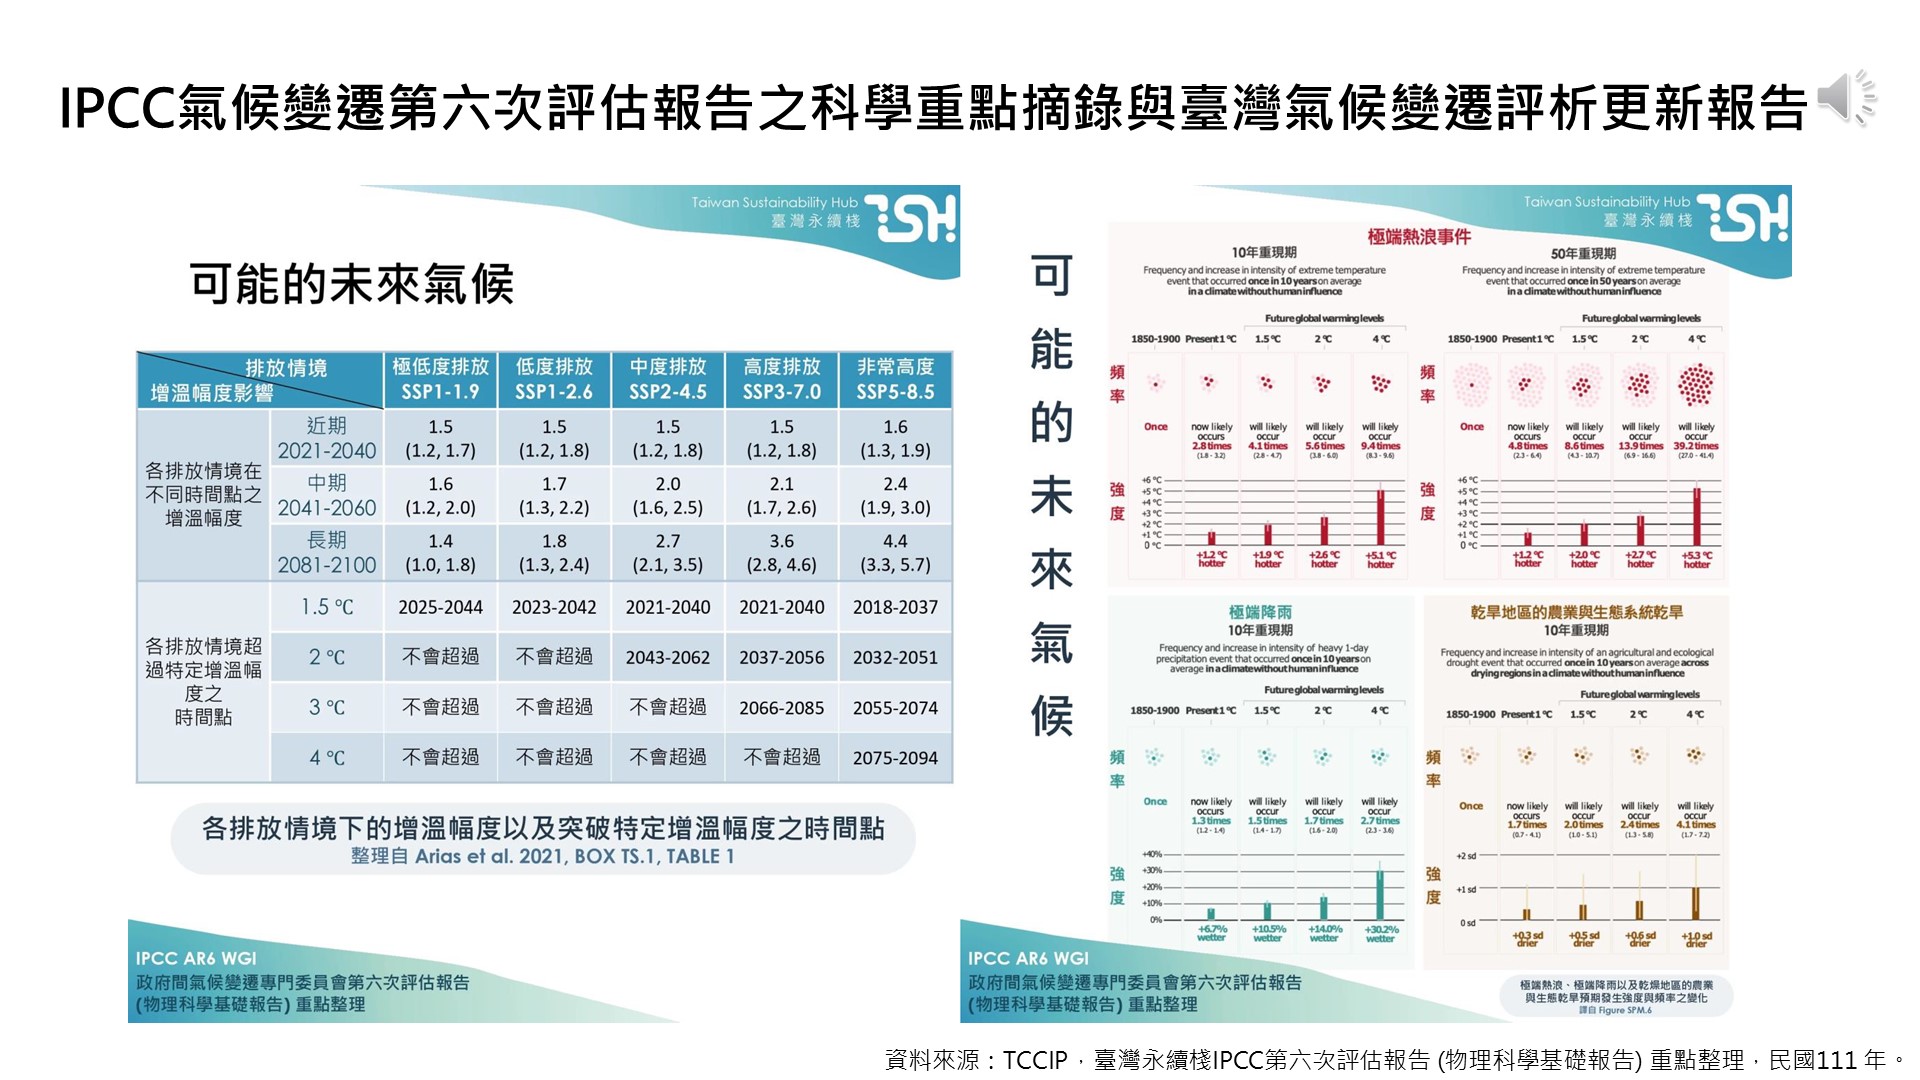 IPCC氣候變遷第六次評估報告之科學重點摘錄與臺灣氣候變遷評析更新報告
Taiwan Sustainability Hub
臺灣永續棧
TSH
可能的未來氣候
排放情境
增溫幅度影響
極低度排放 SSP1-1.9
低度排放 SSP1-2.6
中度排放 SSP2-4.5
高度排放 SSP3-7.0
非常高度 SSP5-8.5
各排放情境在
不同時間點之
增溫幅度
近期 2021-2040
1.5 (1.2, 1.7)
1.5 (1.2, 1.8)
1.5 (1.2, 1.8)
1.5 (1.2, 1.8)
1.6 (1.3, 1.9)
中期 2041-2060
1.6 (1.2, 2.0)
1.7 (1.3, 2.2)
2.0 (1.6, 2.5)
2.1 (1.7, 2.6)
2.4 (1.9, 3.0)
長期 2081-2100
1.4 (1.0, 1.8)
1.8 (1.3, 2.4)
2.7 (2.1, 3.5)
3.6 (2.8, 4.6)
4.4 (3.3, 5.7)
各排放情境超
過特定增溫幅
度之
時間點
1.5 ℃ 2025-2044 2023-2042 2021-2040 2021-2040 2018-2037
2 ℃ 不會超過 不會超過 2043-2062 2037-2056 2032-2051
3 ℃ 不會超過 不會超過 不會超過 2066-2085 2055-2074
4 ℃ 不會超過 不會超過 不會超過 不會超過 2075-2094
各排放情境下的增溫幅度以及突破特定增溫幅度之時間點
整理自 Arias et al. 2021, BOX TS.1, TABLE 1
IPCC AR6 WGI
政府間氣候變遷專門委員會第六次評估報告
(物理科學基礎報告) 重點整理
Taiwan Sustainability Hub
臺灣永續棧
TSH
可能的未來氣候
極端熱浪事件
10年重現期
Frequency and increase in intensity of extreme temperature
event that occurred once in 10 years on average
in a climate without human influence
Future global warming levels
1850-1900 Present 1 °C 1.5 °C 2 °C 4 °C
頻率
Once
now likely occurs 2.8 times (1.8 - 3.2)
will likely occur 4.1 times (2.8 - 4.7)
will likely occur 5.6 times (3.8 - 6.0)
will likely occur 9.4 times (8.3 - 9.6)
強度
+6 °C
+5 °C
+4 °C
+3 °C
+2 °C
+1 °C
0 °C
+1.2 °C hotter
+1.9 °C hotter
+2.6 °C hotter
+5.1 °C hotter
50年重現期
Frequency and increase in intensity of extreme temperature
event that occurred once in 50 years on average
in a climate without human influence
Future global warming levels
1850-1900 Present 1 °C 1.5 °C 2 °C 4 °C
頻率
Once
now likely occurs 4.8 times (2.3 - 6.4)
will likely occur 8.6 times (4.3 - 10.7)
will likely occur 13.9 times (6.9 - 16.6)
will likely occur 39.2 times (27.0 - 41.4)
強度
+6 °C
+5 °C
+4 °C
+3 °C
+2 °C
+1 °C
0 °C
+1.2 °C hotter
+2.0 °C hotter
+2.7 °C hotter
+5.3 °C hotter
極端降雨
10年重現期
Frequency and increase in intensity of heavy 1-day
precipitation event that occurred once in 10 years on
average in a climate without human influence
Future global warming levels
1850-1900 Present 1 °C 1.5 °C 2 °C 4 °C
頻率
Once
now likely occurs 1.3 times (1.2 - 1.4)
will likely occur 1.5 times (1.4 - 1.7)
will likely occur 1.7 times (1.6 - 2.0)
will likely occur 2.7 times (2.3 - 3.6)
強度
+40%
+30%
+20%
+10%
0%
+6.7% wetter
+10.5% wetter
+14.0% wetter
+30.2% wetter
乾旱地區的農業與生態系統乾旱
10年重現期
Frequency and increase in intensity of an agricultural and ecological
drought event that occurred once in 10 years on average across
drying regions in a climate without human influence
Future global warming levels
1850-1900 Present 1 °C 1.5 °C 2 °C 4 °C
頻率
Once
now likely occurs 1.7 times (0.7 - 4.1)
will likely occur 2.0 times (1.0 - 5.1)
will likely occur 2.4 times (1.3 - 5.8)
will likely occur 4.1 times (1.7 - 7.2)
強度
+2 sd
+1 sd
0 sd
+0.3 sd drier
+0.5 sd drier
+0.6 sd drier
+1.0 sd drier
極端熱浪、極端降雨以及乾燥地區的農業
與生態乾旱預期發生強度與頻率之變化
譯自 Figure SPM.6
IPCC AR6 WGI
政府間氣候變遷專門委員會第六次評估報告
(物理科學基礎報告) 重點整理
資料來源：TCCIP，臺灣永續棧IPCC第六次評估報告 (物理科學基礎報告) 重點整理，民國111 年。